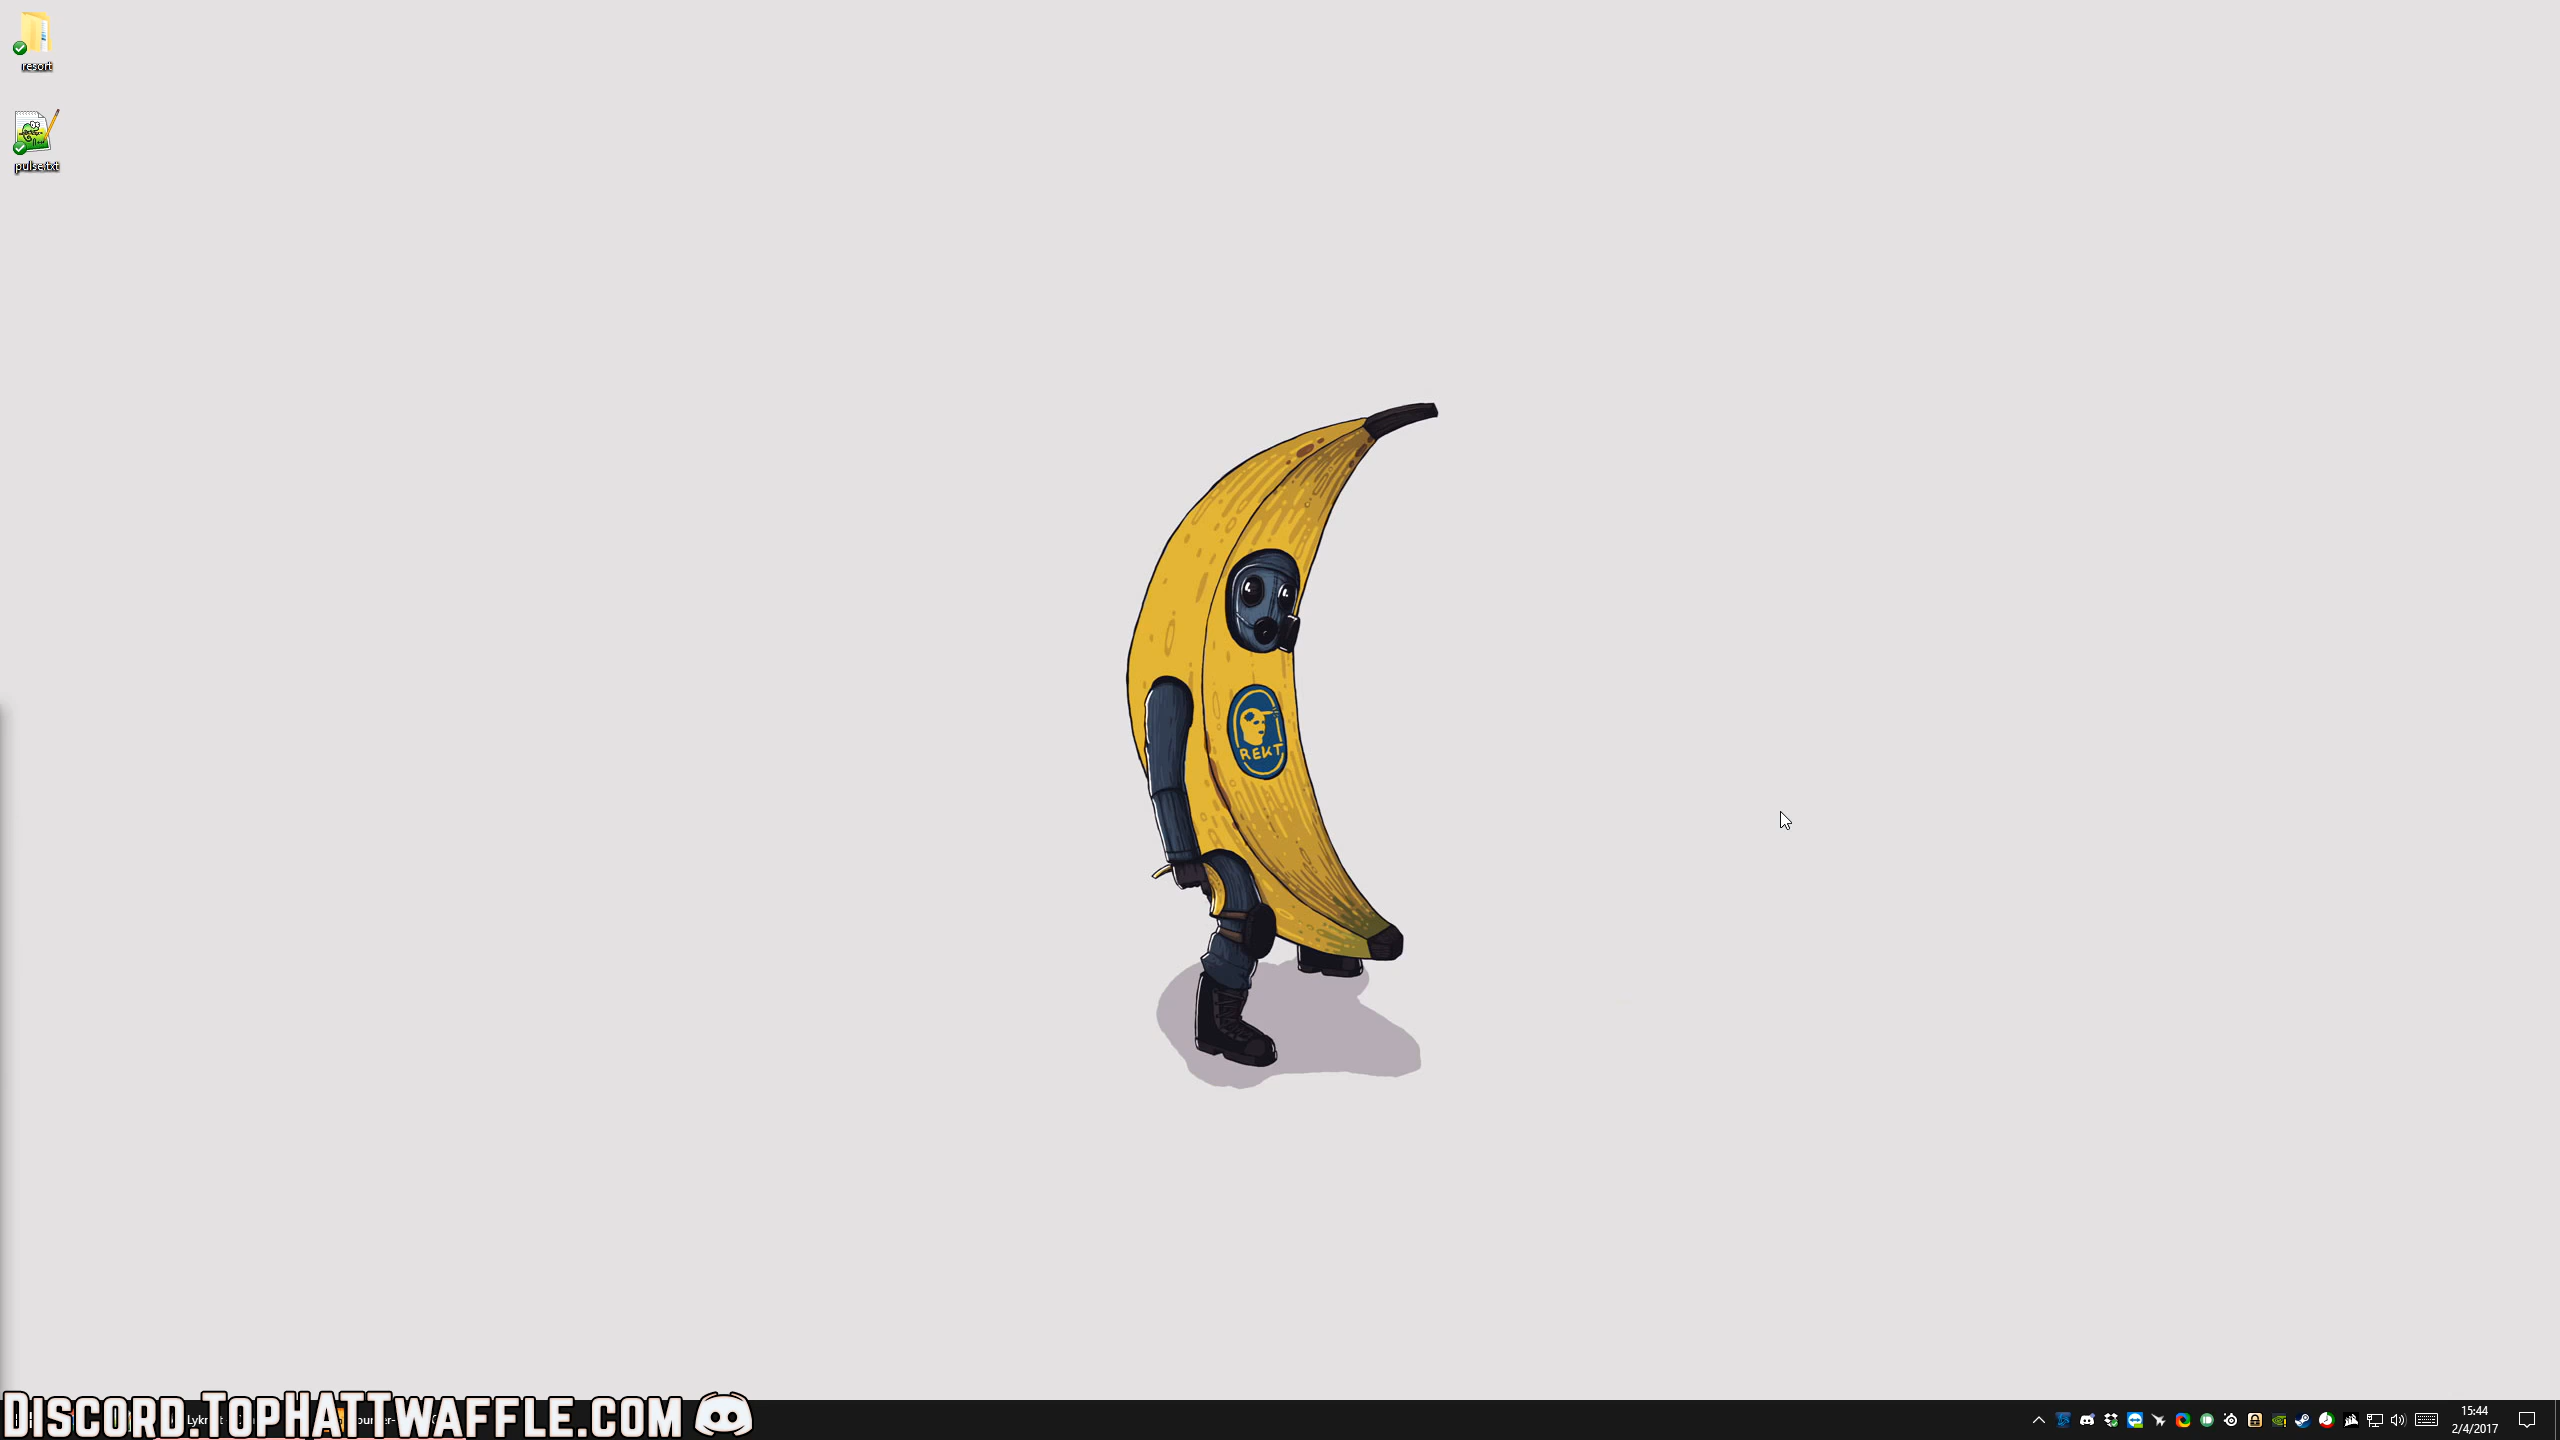 resort
pulse.txt
REKT
Discord.TopHATTwaffle.com
15:44
2/4/2017